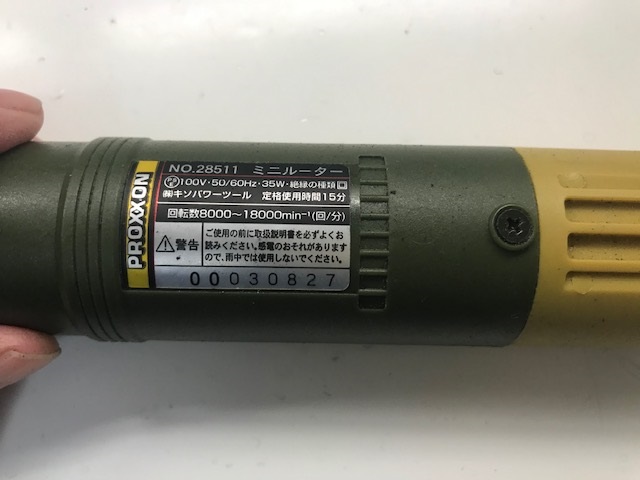 PROXXON
NO.28511 ミニルーター
100V・50/60Hz・35W・絶縁の種類回
㈱キソパワーツール 定格使用時間15分
回転数8000～18000min⁻¹(回/分)
⚠警告
ご使用の前に取扱説明書を必ずよくお
読みください。感電のおそれがあります
ので、雨中では使用しないでください。
00030827